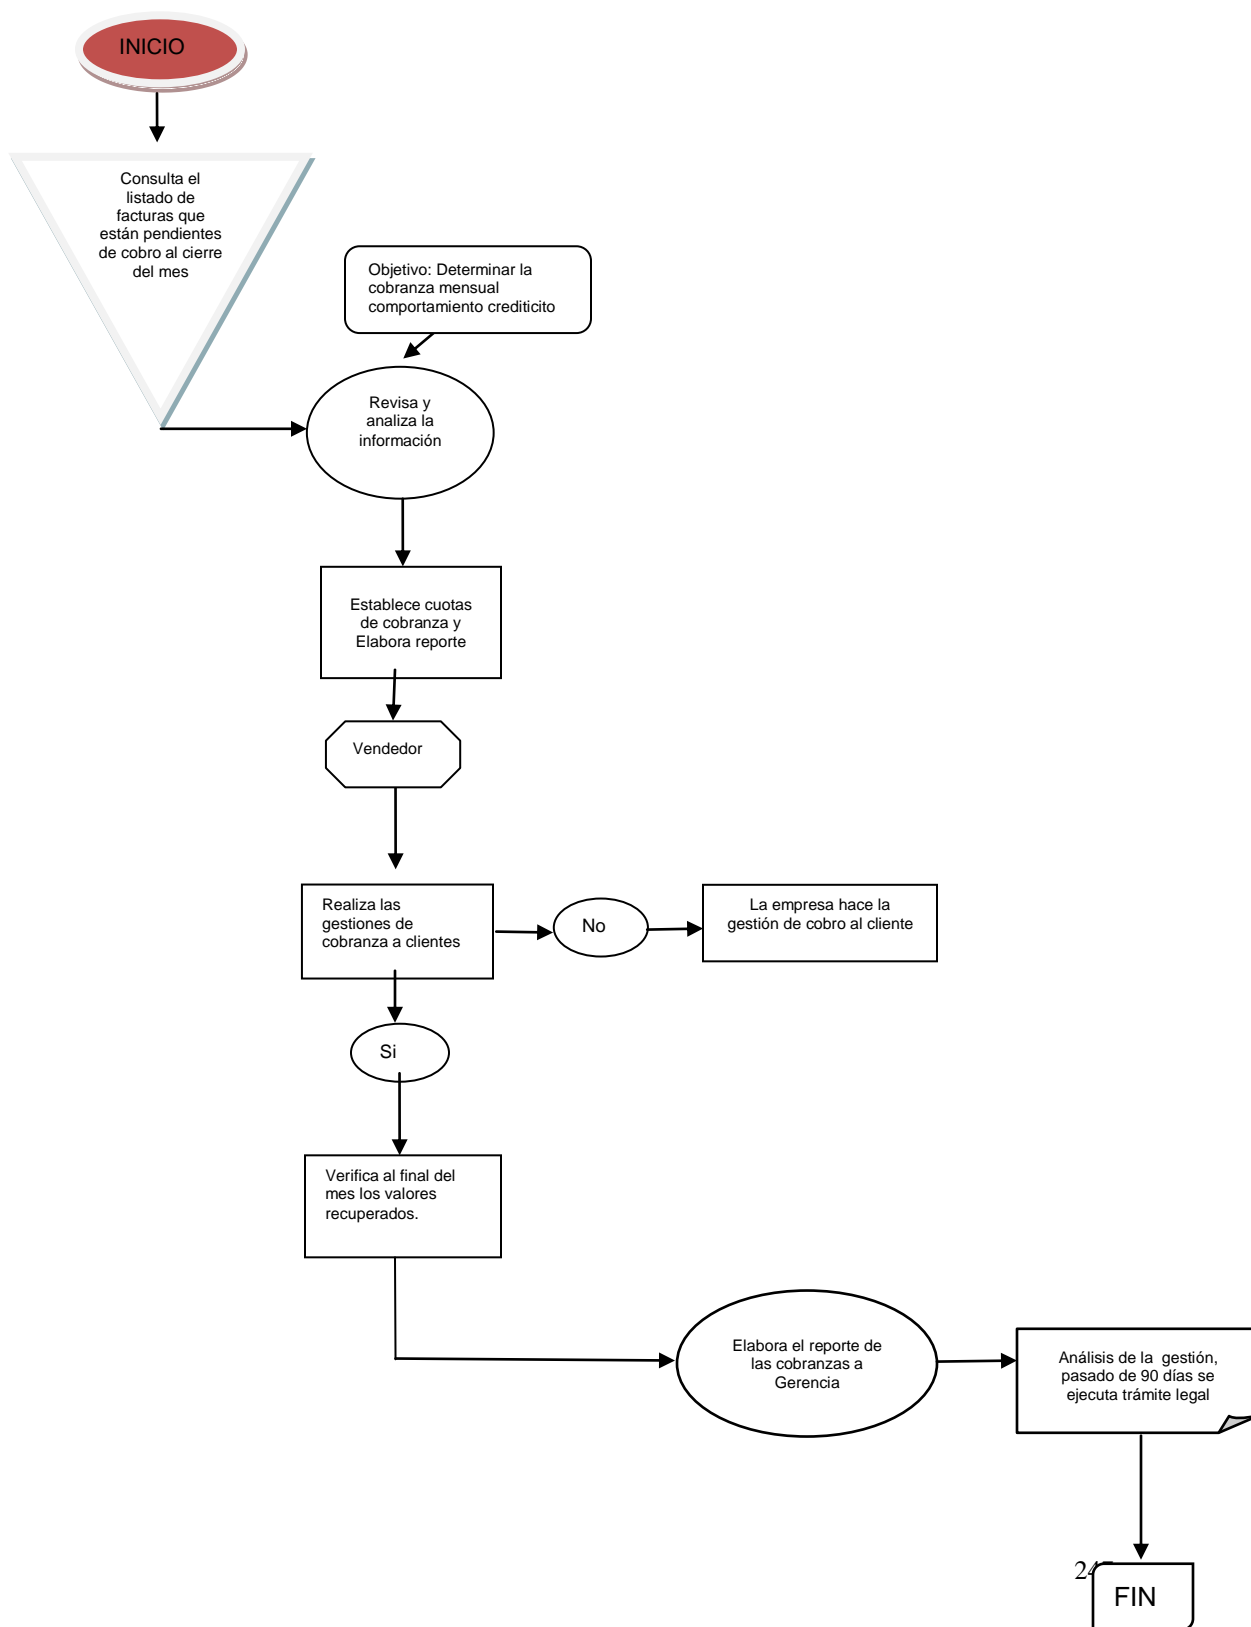 INICIO
Consulta el
listado de
facturas que
están pendientes
de cobro al cierre
del mes
Objetivo: Determinar la
cobranza mensual
comportamiento crediticito
Revisa y
analiza la
información
Establece cuotas
de cobranza y
Elabora reporte
Vendedor
Realiza las
gestiones de
cobranza a clientes
No
La empresa hace la
gestión de cobro al cliente
Si
Verifica al final del
mes los valores
recuperados.
Elabora el reporte de
las cobranzas a
Gerencia
Análisis de la  gestión,
pasado de 90 días se
ejecuta trámite legal
FIN